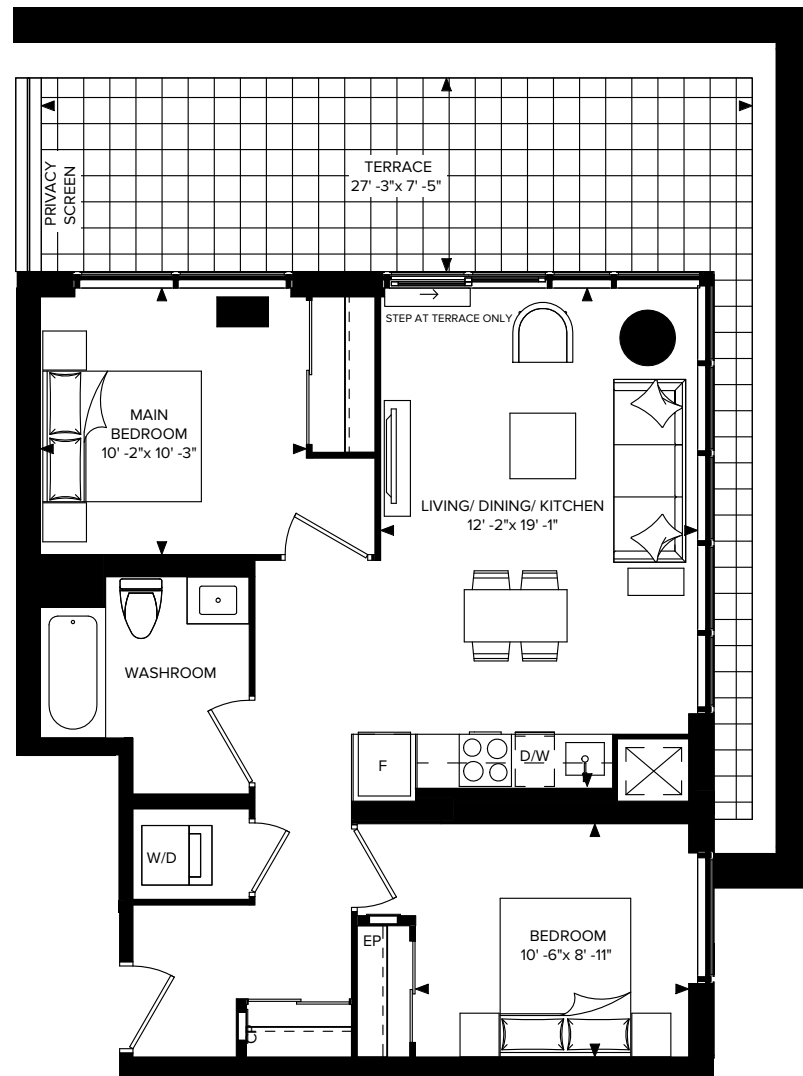 PRIVACY
SCREEN
TERRACE
27' -3"x 7' -5"
STEP AT TERRACE ONLY
MAIN
BEDROOM
10' -2"x 10' -3"
LIVING/ DINING/ KITCHEN
12' -2"x 19' -1"
WASHROOM
F
D/W
W/D
EP
BEDROOM
10' -6"x 8' -11"